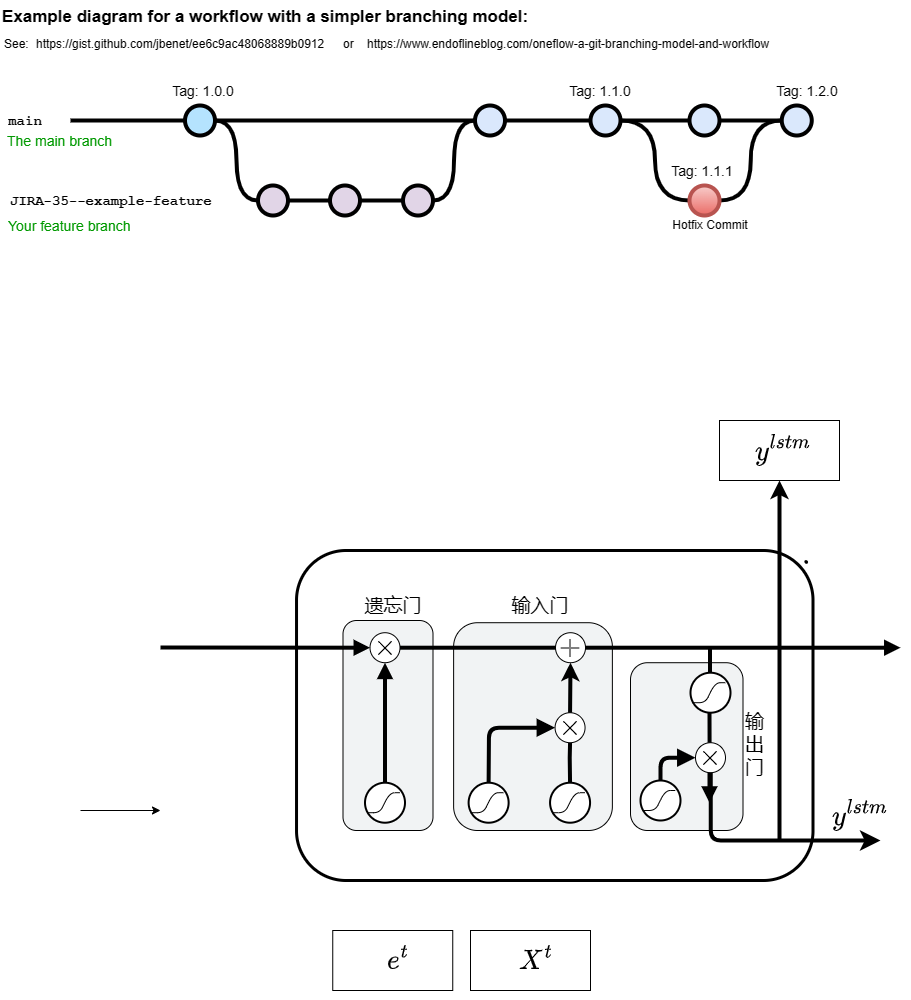 Example diagram for a workflow with a simpler branching model:
See: https://gist.github.com/jbenet/ee6c9ac48068889b0912 or https://www.endoflineblog.com/oneflow-a-git-branching-model-and-workflow
Tag: 1.0.0
Tag: 1.1.0
Tag: 1.2.0
main
The main branch
Tag: 1.1.1
JIRA-35--example-feature
Your feature branch
Hotfix Commit
y^{lstm}
遗忘门
输入门
输出门
y^{lstm}
e^t
X^t